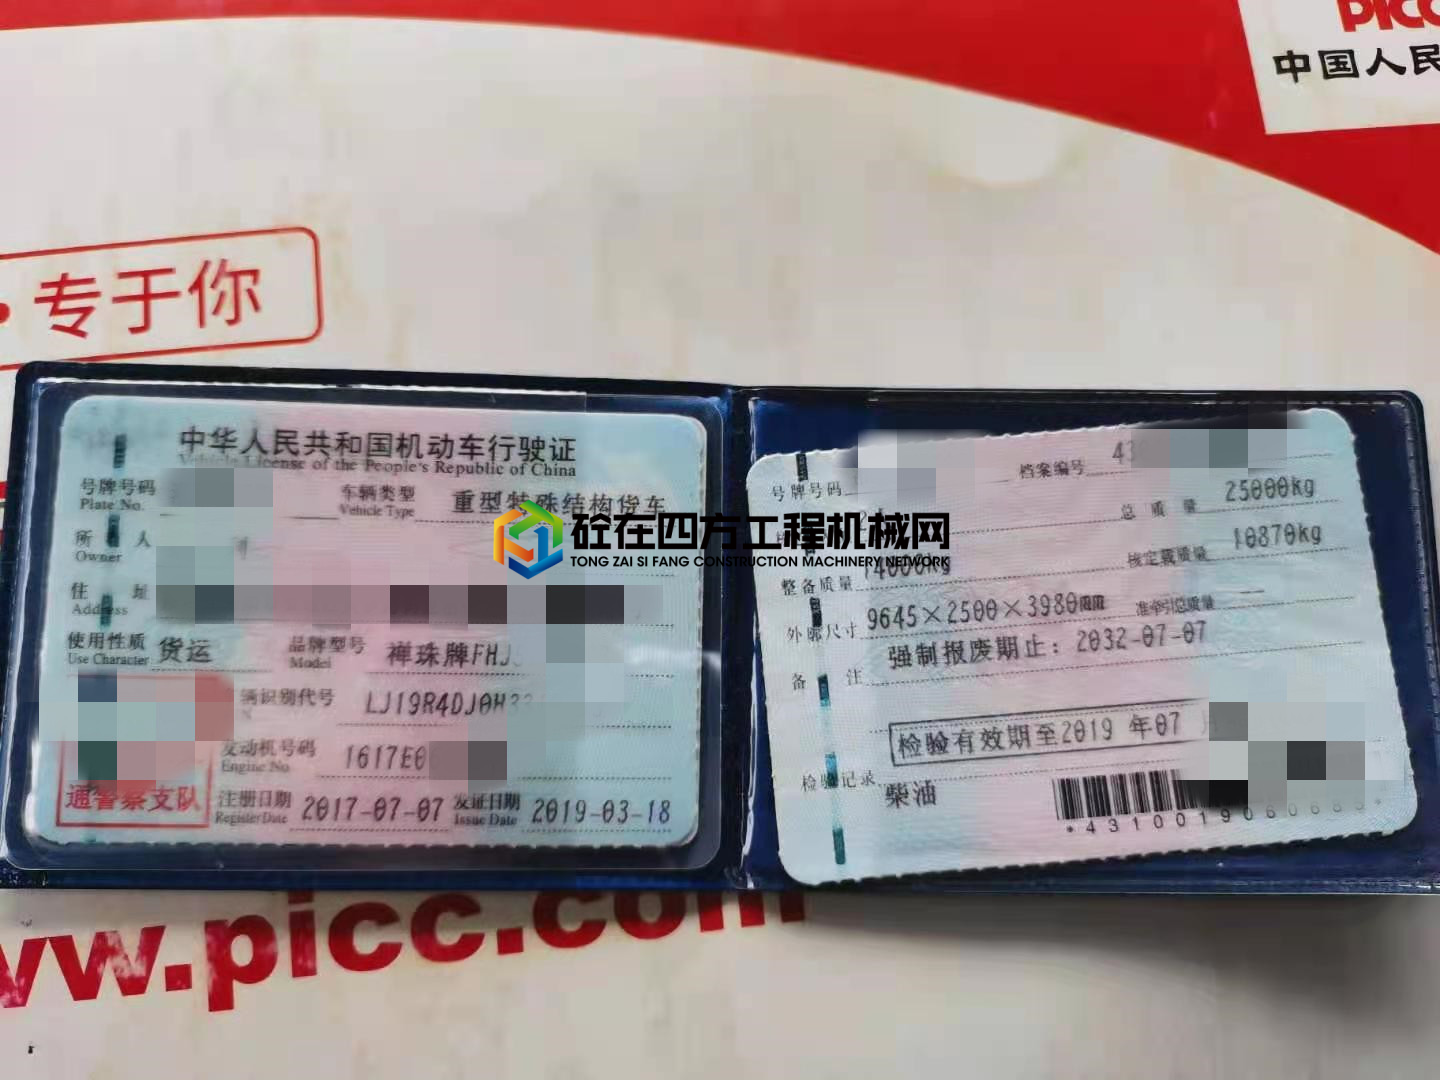 PICC
中国人民
专于你
中华人民共和国机动车行驶证
Vehicle License of the People's Republic of China
号牌号码
Plate No.
车辆类型
Vehicle Type
重型特殊结构货车
所 有 人
Owner
住 址
Address
使用性质
Use Character
货运
品牌型号
Model
禅珠牌FHJ
辆识别代号
LJ19R4DJ0H33
发动机号码
Engine No.
1617E0
通警察支队
注册日期
Register Date
2017-07-07
发证日期
Issue Date
2019-03-18
号牌号码
档案编号
43
总 质 量
25000kg
整备质量
14000kg
核定载质量
10870kg
外廓尺寸
9645×2500×3980mm
准牵引总质量
--
备 注
强制报废期止：2032-07-07
检验有效期至2019 年07
检验记录
柴油
*4310019060
砼在四方工程机械网
TONG ZAI SI FANG CONSTRUCTION MACHINERY NETWORK
www.picc.com